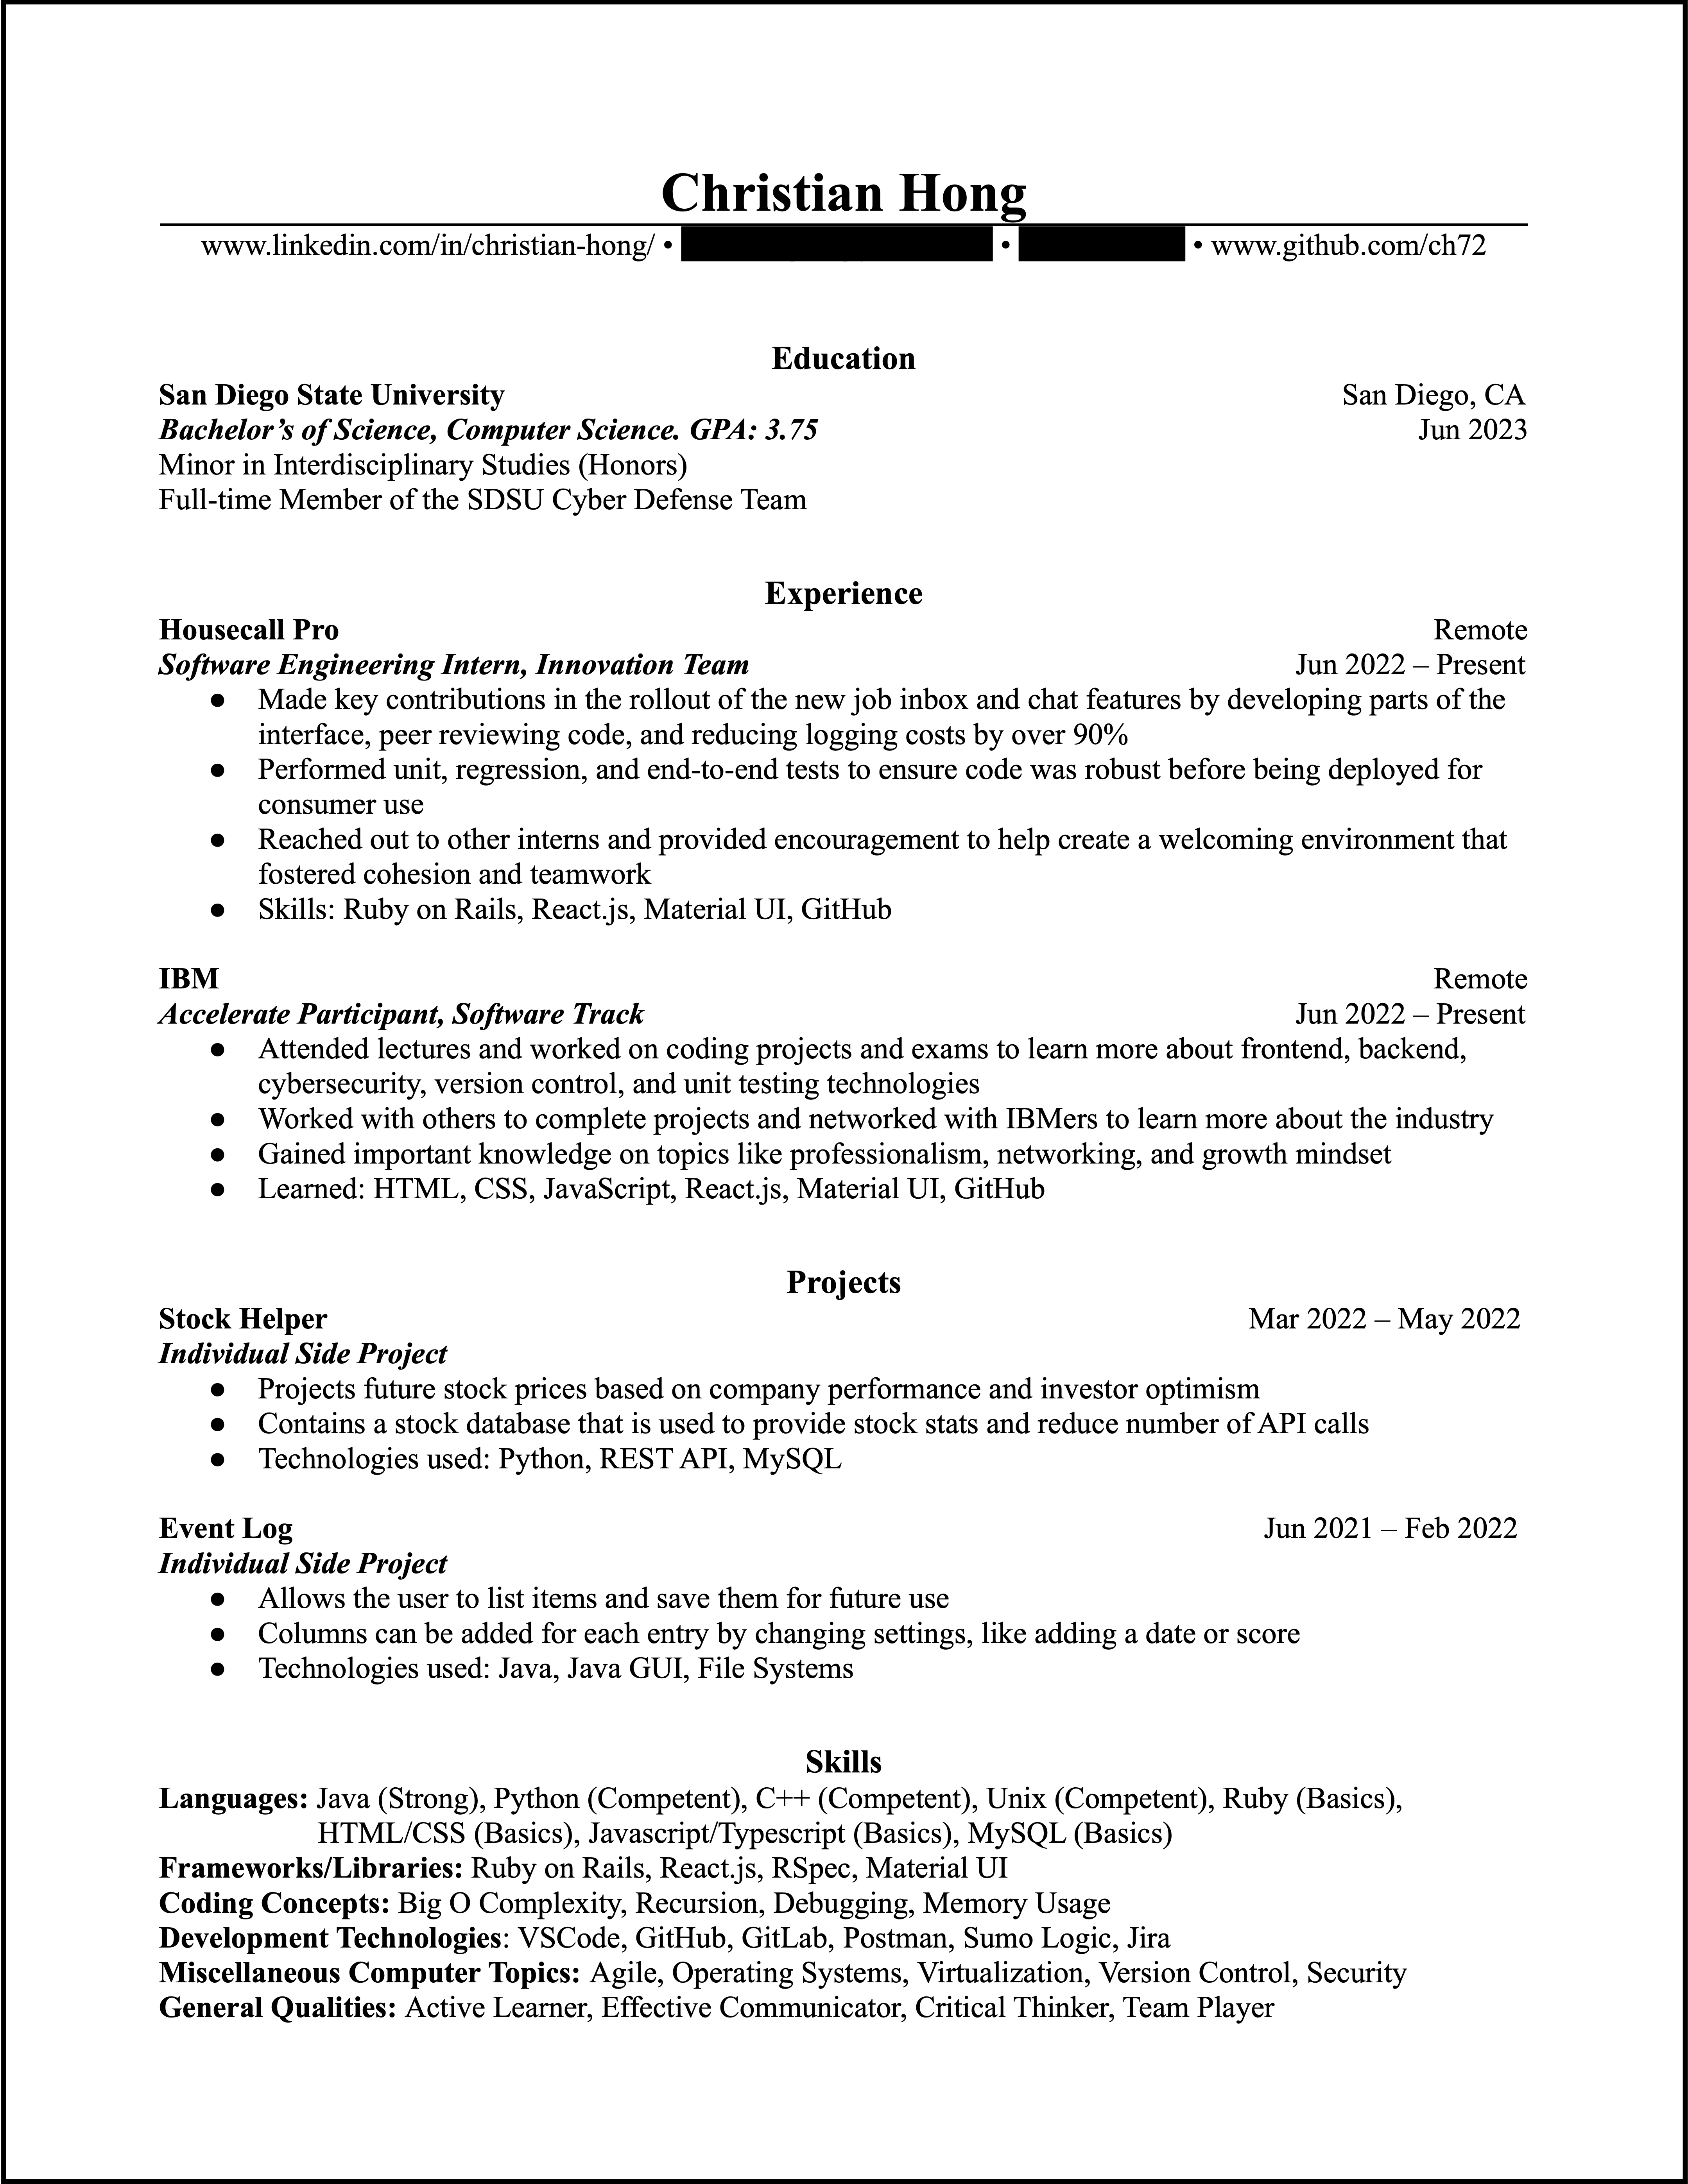 Christian Hong
www.linkedin.com/in/christian-hong/ • • • www.github.com/ch72
Education
San Diego State University San Diego, CA
Bachelor’s of Science, Computer Science. GPA: 3.75 Jun 2023
Minor in Interdisciplinary Studies (Honors)
Full-time Member of the SDSU Cyber Defense Team
Experience
Housecall Pro Remote
Software Engineering Intern, Innovation Team Jun 2022 – Present
● Made key contributions in the rollout of the new job inbox and chat features by developing parts of the
interface, peer reviewing code, and reducing logging costs by over 90%
● Performed unit, regression, and end-to-end tests to ensure code was robust before being deployed for
consumer use
● Reached out to other interns and provided encouragement to help create a welcoming environment that
fostered cohesion and teamwork
● Skills: Ruby on Rails, React.js, Material UI, GitHub
IBM Remote
Accelerate Participant, Software Track Jun 2022 – Present
● Attended lectures and worked on coding projects and exams to learn more about frontend, backend,
cybersecurity, version control, and unit testing technologies
● Worked with others to complete projects and networked with IBMers to learn more about the industry
● Gained important knowledge on topics like professionalism, networking, and growth mindset
● Learned: HTML, CSS, JavaScript, React.js, Material UI, GitHub
Projects
Stock Helper Mar 2022 – May 2022
Individual Side Project
● Projects future stock prices based on company performance and investor optimism
● Contains a stock database that is used to provide stock stats and reduce number of API calls
● Technologies used: Python, REST API, MySQL
Event Log Jun 2021 – Feb 2022
Individual Side Project
● Allows the user to list items and save them for future use
● Columns can be added for each entry by changing settings, like adding a date or score
● Technologies used: Java, Java GUI, File Systems
Skills
Languages: Java (Strong), Python (Competent), C++ (Competent), Unix (Competent), Ruby (Basics),
HTML/CSS (Basics), Javascript/Typescript (Basics), MySQL (Basics)
Frameworks/Libraries: Ruby on Rails, React.js, RSpec, Material UI
Coding Concepts: Big O Complexity, Recursion, Debugging, Memory Usage
Development Technologies: VSCode, GitHub, GitLab, Postman, Sumo Logic, Jira
Miscellaneous Computer Topics: Agile, Operating Systems, Virtualization, Version Control, Security
General Qualities: Active Learner, Effective Communicator, Critical Thinker, Team Player